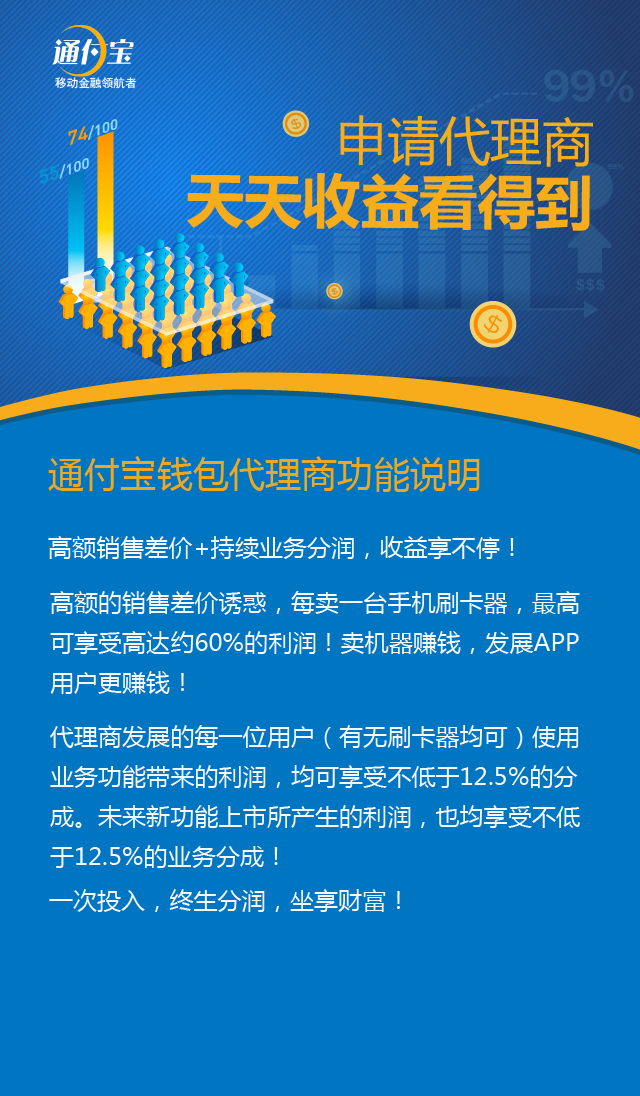 通付宝
移动金融领航者
99%
74/100
55/100
申请代理商
天天收益看得到
$$$
通付宝钱包代理商功能说明
高额销售差价+持续业务分润，收益享不停！
高额的销售差价诱惑，每卖一台手机刷卡器，最高
可享受高达约60%的利润！卖机器赚钱，发展APP
用户更赚钱！
代理商发展的每一位用户（有无刷卡器均可）使用
业务功能带来的利润，均可享受不低于12.5%的分
成。未来新功能上市所产生的利润，也均享受不低
于12.5%的业务分成！
一次投入，终生分润，坐享财富！